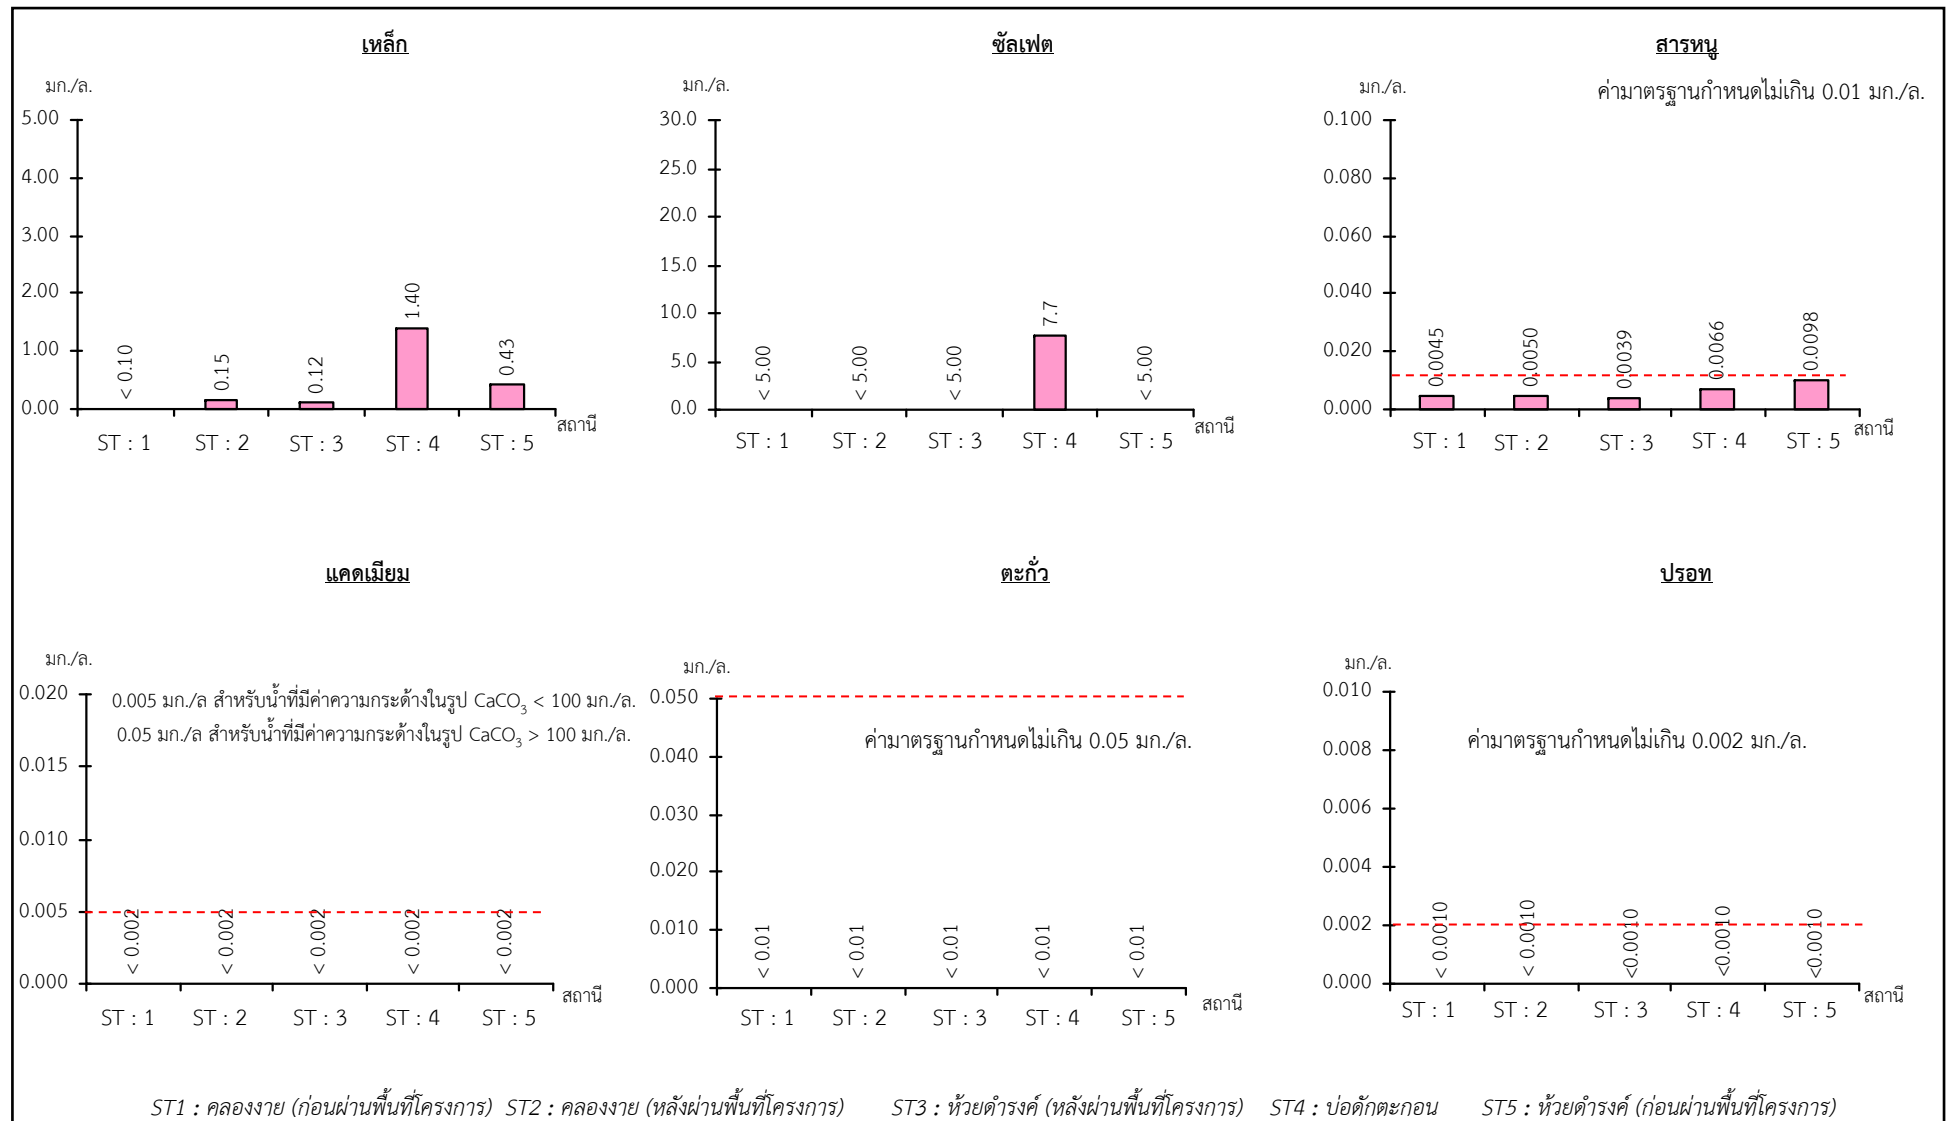 เหล็ก
มก./ล.
5.00
4.00
3.00
2.00
1.00
0.00
< 0.10
0.15
0.12
1.40
0.43
ST : 1 ST : 2 ST : 3 ST : 4 ST : 5
สถานี
ซัลเฟต
มก./ล.
30.0
25.0
20.0
15.0
10.0
5.0
0.0
< 5.00
< 5.00
< 5.00
7.7
< 5.00
ST : 1 ST : 2 ST : 3 ST : 4 ST : 5
สถานี
สารหนู
ค่ามาตรฐานกำหนดไม่เกิน 0.01 มก./ล.
มก./ล.
0.100
0.080
0.060
0.040
0.020
0.000
0.0045
0.0050
0.0039
0.0066
0.0098
ST : 1 ST : 2 ST : 3 ST : 4 ST : 5
สถานี
แคดเมียม
มก./ล.
0.005 มก./ล สำหรับน้ำที่มีค่าความกระด้างในรูป CaCO₃ < 100 มก./ล.
0.05 มก./ล สำหรับน้ำที่มีค่าความกระด้างในรูป CaCO₃ > 100 มก./ล.
0.020
0.015
0.010
0.005
0.000
< 0.002
< 0.002
< 0.002
< 0.002
< 0.002
ST : 1 ST : 2 ST : 3 ST : 4 ST : 5
สถานี
ตะกั่ว
มก./ล.
ค่ามาตรฐานกำหนดไม่เกิน 0.05 มก./ล.
0.050
0.040
0.030
0.020
0.010
0.000
< 0.01
< 0.01
< 0.01
< 0.01
< 0.01
ST : 1 ST : 2 ST : 3 ST : 4 ST : 5
สถานี
ปรอท
มก./ล.
ค่ามาตรฐานกำหนดไม่เกิน 0.002 มก./ล.
0.010
0.008
0.006
0.004
0.002
0.000
< 0.0010
< 0.0010
<0.0010
<0.0010
<0.0010
ST : 1 ST : 2 ST : 3 ST : 4 ST : 5
สถานี
ST1 : คลองงาย (ก่อนผ่านพื้นที่โครงการ) ST2 : คลองงาย (หลังผ่านพื้นที่โครงการ) ST3 : ห้วยดำรงค์ (หลังผ่านพื้นที่โครงการ) ST4 : บ่อดักตะกอน ST5 : ห้วยดำรงค์ (ก่อนผ่านพื้นที่โครงการ)